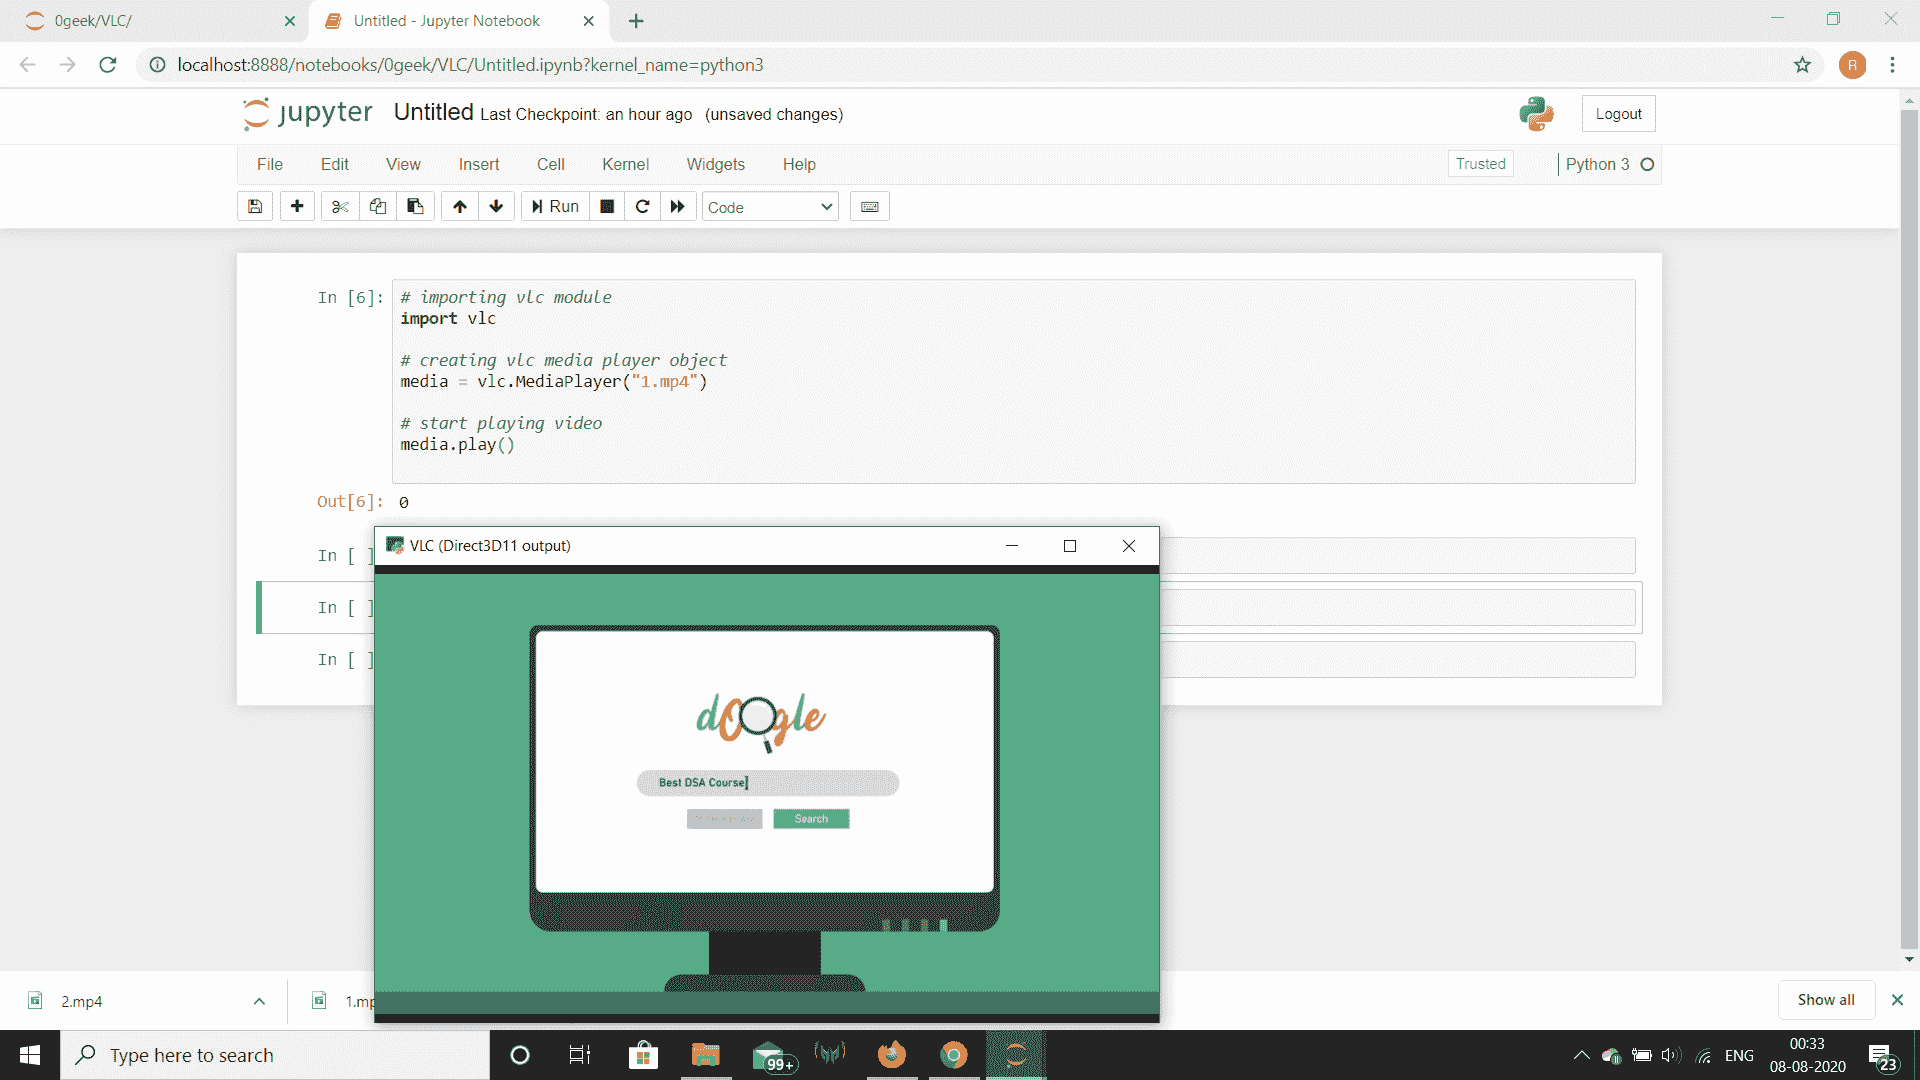 0geek/VLC/
Untitled - Jupyter Notebook
localhost:8888/notebooks/0geek/VLC/Untitled.ipynb?kernel_name=python3
R
jupyter Untitled Last Checkpoint: an hour ago (unsaved changes)
Logout
File Edit View Insert Cell Kernel Widgets Help
Trusted
Python 3
Run
Code
In [6]:
# importing vlc module
import vlc
# creating vlc media player object
media = vlc.MediaPlayer("1.mp4")
# start playing video
media.play()
Out[6]: 0
In [ ]
In [ ]
In [ ]
VLC (Direct3D11 output)
dOogle
Best DSA Course
Search
2.mp4
1.mp
Show all
Type here to search
99+
ENG
00:33
08-08-2020
23